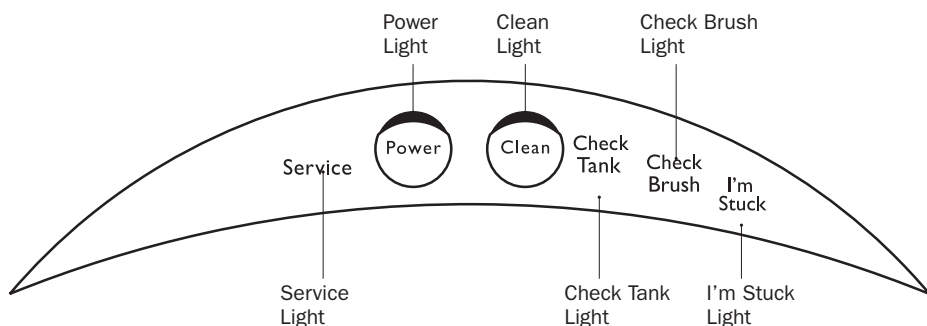 Power
Light
Clean
Light
Check Brush
Light
Service
Power
Clean
Check
Tank
Check
Brush
I'm
Stuck
Service
Light
Check Tank
Light
I'm Stuck
Light